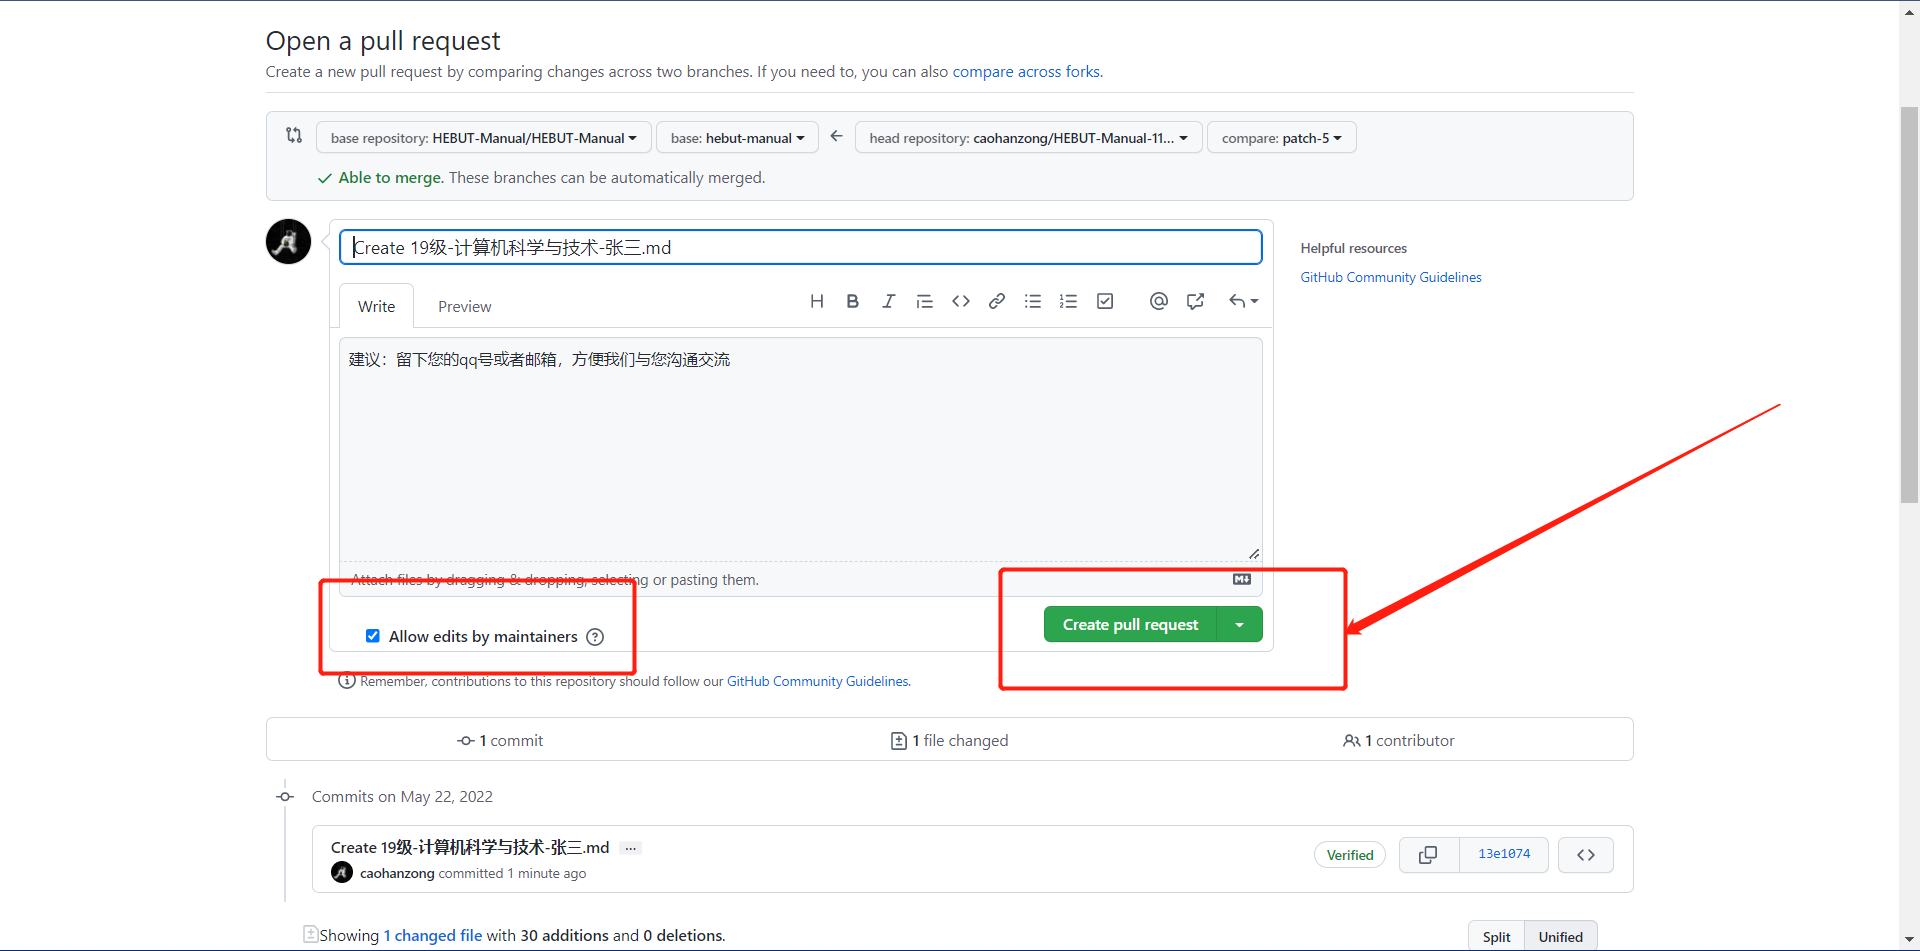 Open a pull request
Create a new pull request by comparing changes across two branches. If you need to, you can also compare across forks.
base repository: HEBUT-Manual/HEBUT-Manual
base: hebut-manual
head repository: caohanzong/HEBUT-Manual-11...
compare: patch-5
Able to merge. These branches can be automatically merged.
Create 19级-计算机科学与技术-张三.md
Helpful resources
GitHub Community Guidelines
Write
Preview
建议：留下您的qq号或者邮箱，方便我们与您沟通交流
Attach files by dragging & dropping, selecting or pasting them.
Allow edits by maintainers
Create pull request
Remember, contributions to this repository should follow our GitHub Community Guidelines.
1 commit
1 file changed
1 contributor
Commits on May 22, 2022
Create 19级-计算机科学与技术-张三.md ...
Verified
13e1074
caohanzong committed 1 minute ago
Showing 1 changed file with 30 additions and 0 deletions.
Split
Unified